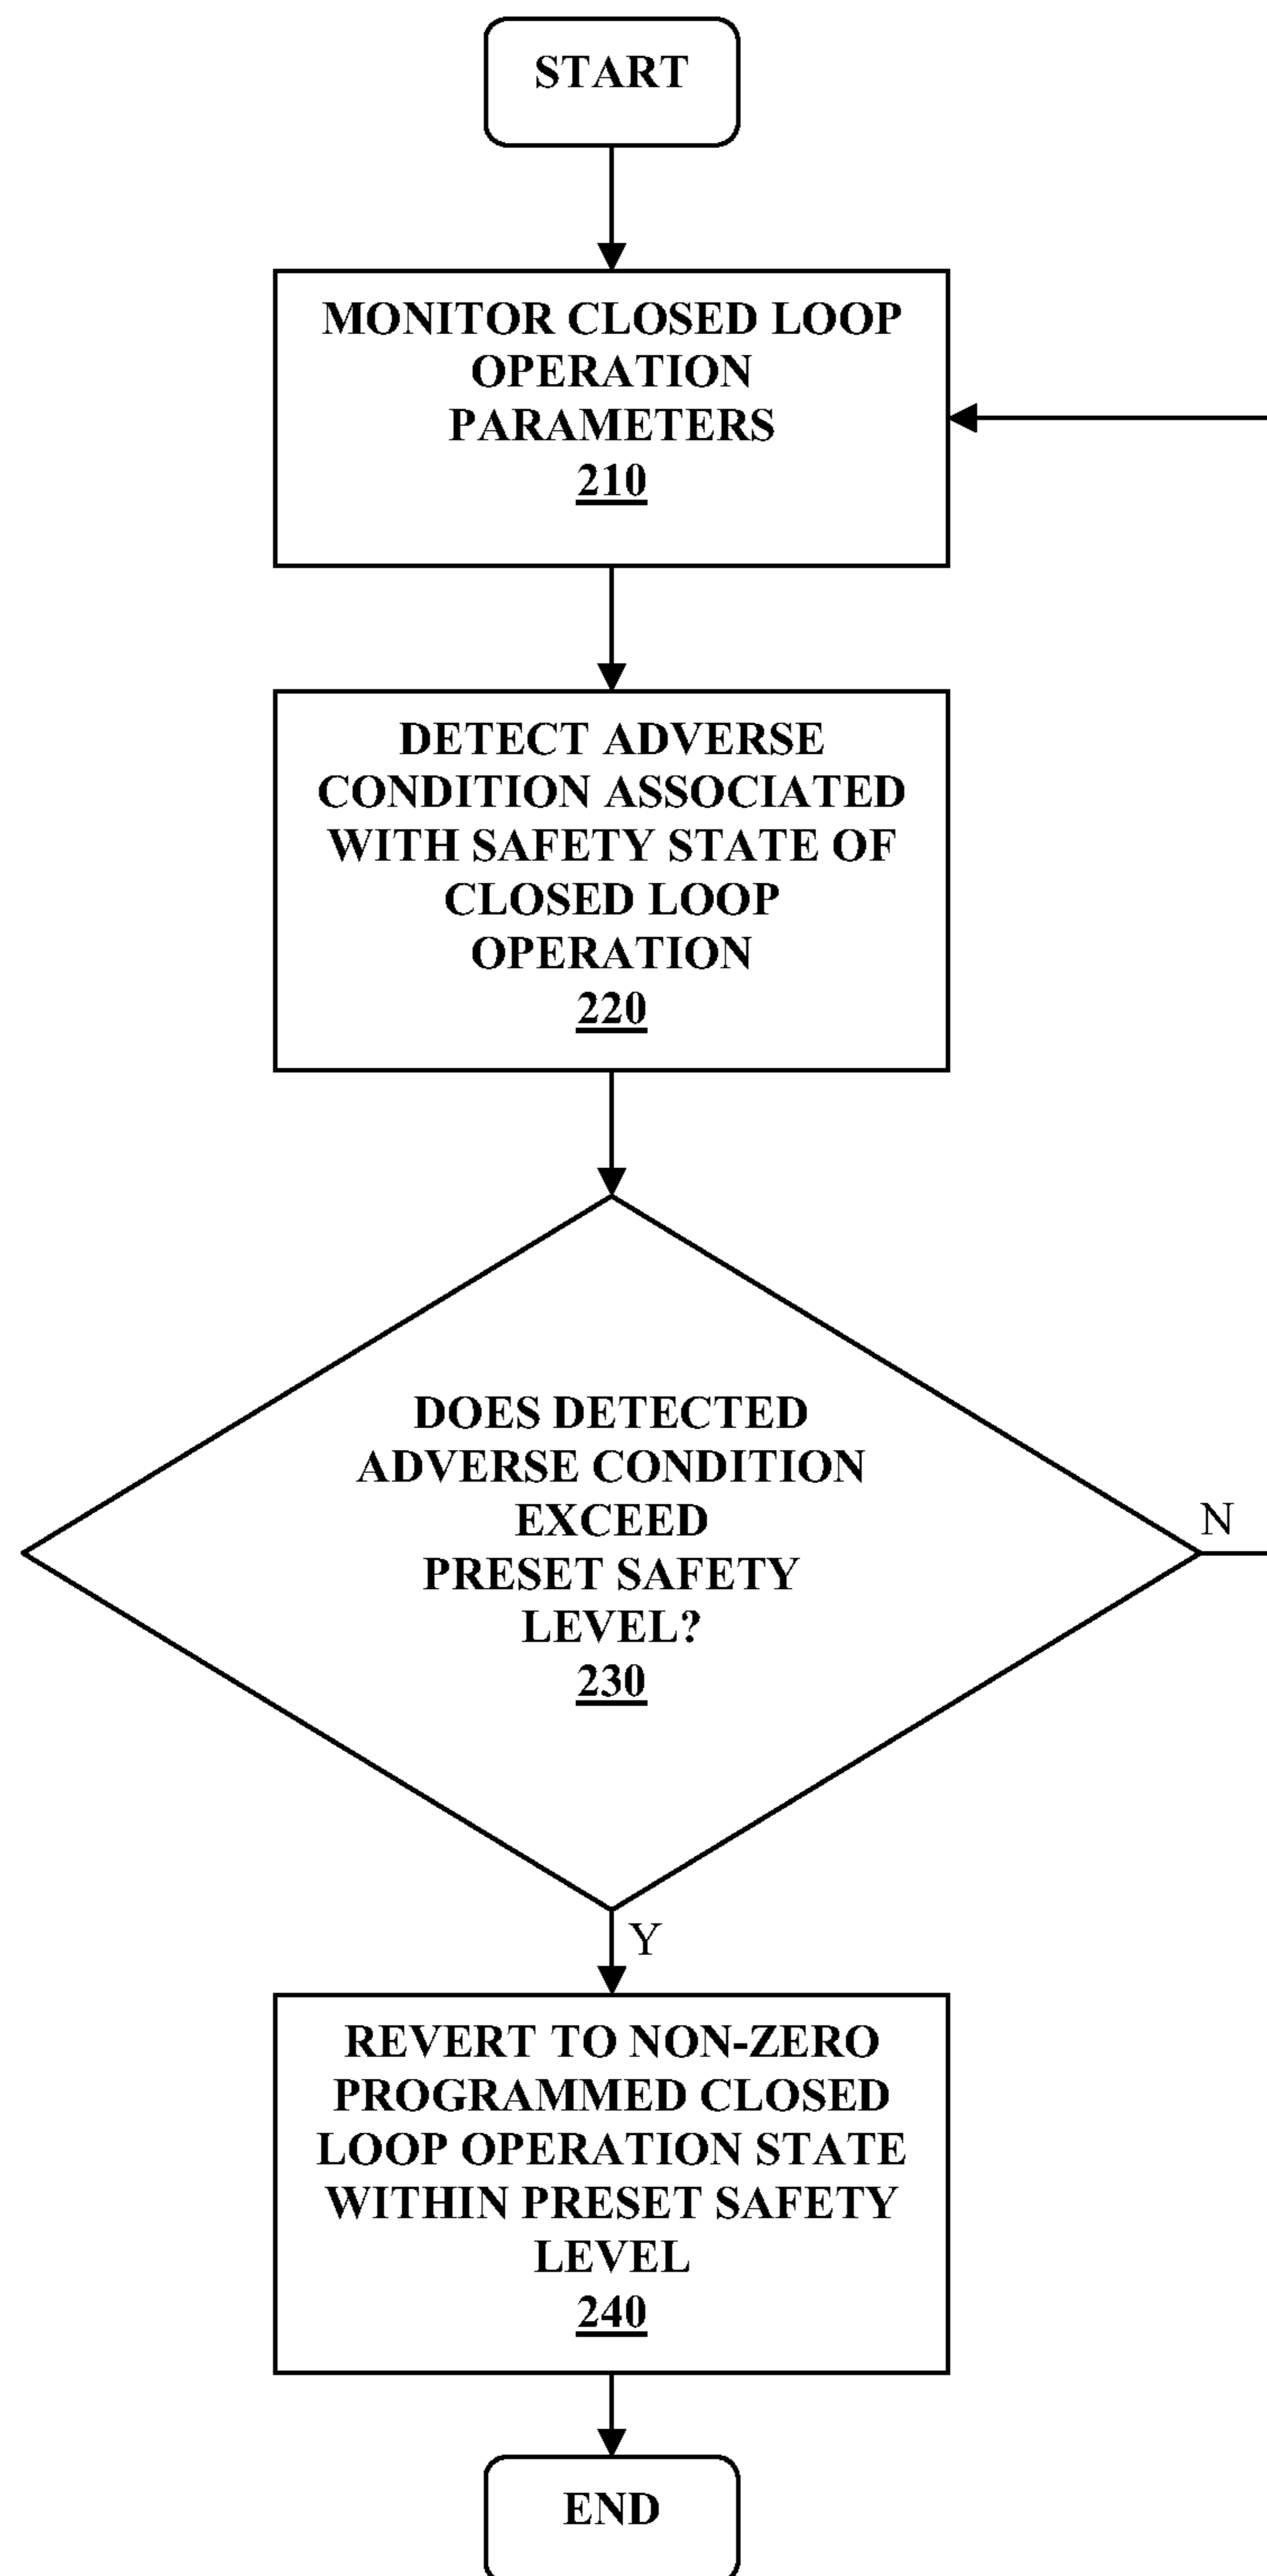 START
MONITOR CLOSED LOOP
OPERATION
PARAMETERS
210
DETECT ADVERSE
CONDITION ASSOCIATED
WITH SAFETY STATE OF
CLOSED LOOP
OPERATION
220
DOES DETECTED
ADVERSE CONDITION
EXCEED
PRESET SAFETY
LEVEL?
230
N
Y
REVERT TO NON-ZERO
PROGRAMMED CLOSED
LOOP OPERATION STATE
WITHIN PRESET SAFETY
LEVEL
240
END